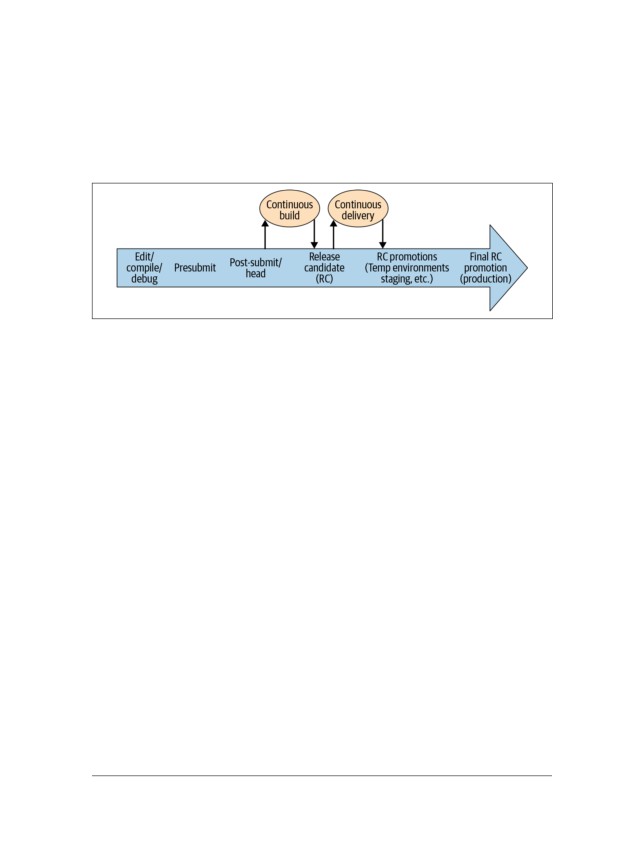 Continuous
build
Continuous
delivery
Edit/
compile/
debug
Presubmit
Post-submit/
head
Release
candidate
(RC)
RC promotions
(Temp environments
staging, etc.)
Final RC
promotion
(production)